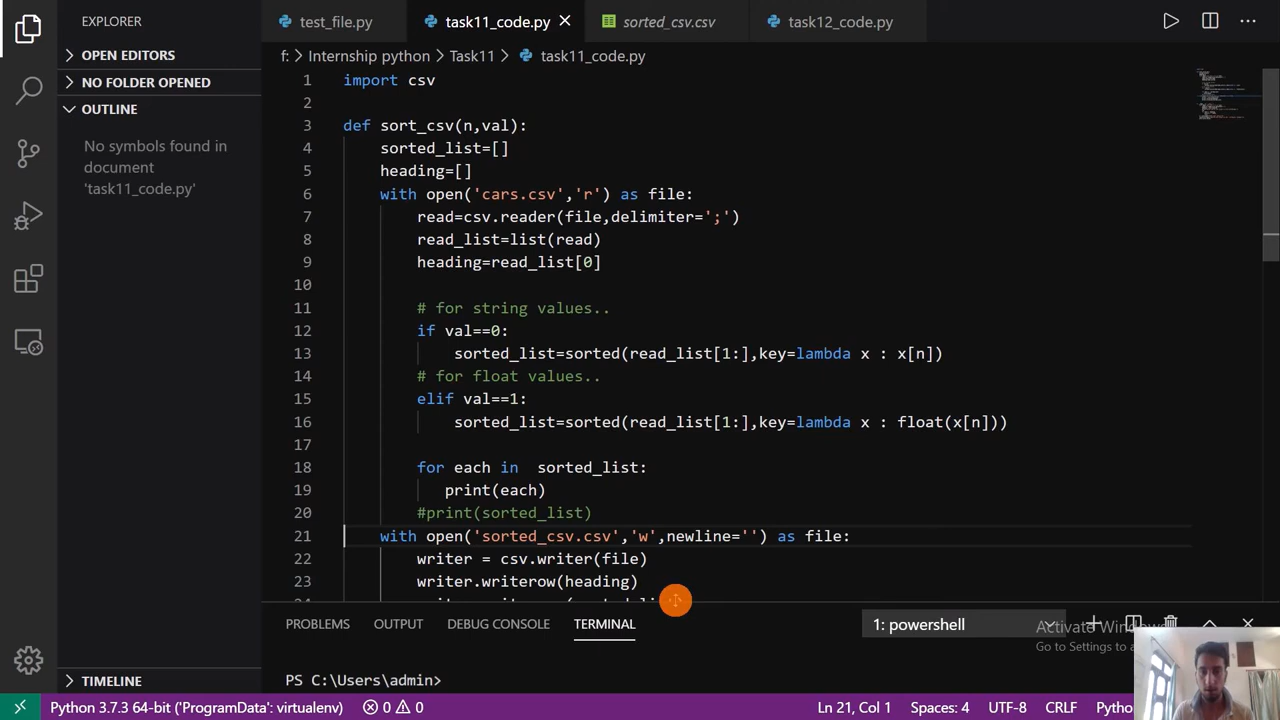 EXPLORER
OPEN EDITORS
NO FOLDER OPENED
OUTLINE
No symbols found in
document
'task11_code.py'
TIMELINE
test_file.py
task11_code.py
sorted_csv.csv
task12_code.py
f: Internship python Task11 task11_code.py
1 import csv
2
3 def sort_csv(n,val):
4 sorted_list=[]
5 heading=[]
6 with open('cars.csv','r') as file:
7 read=csv.reader(file,delimiter=';')
8 read_list=list(read)
9 heading=read_list[0]
10
11 # for string values..
12 if val==0:
13 sorted_list=sorted(read_list[1:],key=lambda x : x[n])
14 # for float values..
15 elif val==1:
16 sorted_list=sorted(read_list[1:],key=lambda x : float(x[n]))
17
18 for each in  sorted_list:
19 print(each)
20 #print(sorted_list)
21 with open('sorted_csv.csv','w',newline='') as file:
22 writer = csv.writer(file)
23 writer.writerow(heading)
PROBLEMS OUTPUT DEBUG CONSOLE TERMINAL 1: powershell
Activate Windows
Go to Settings to
PS C:\Users\admin>
Python 3.7.3 64-bit ('ProgramData': virtualenv) 0 0 Ln 21, Col 1 Spaces: 4 UTF-8 CRLF